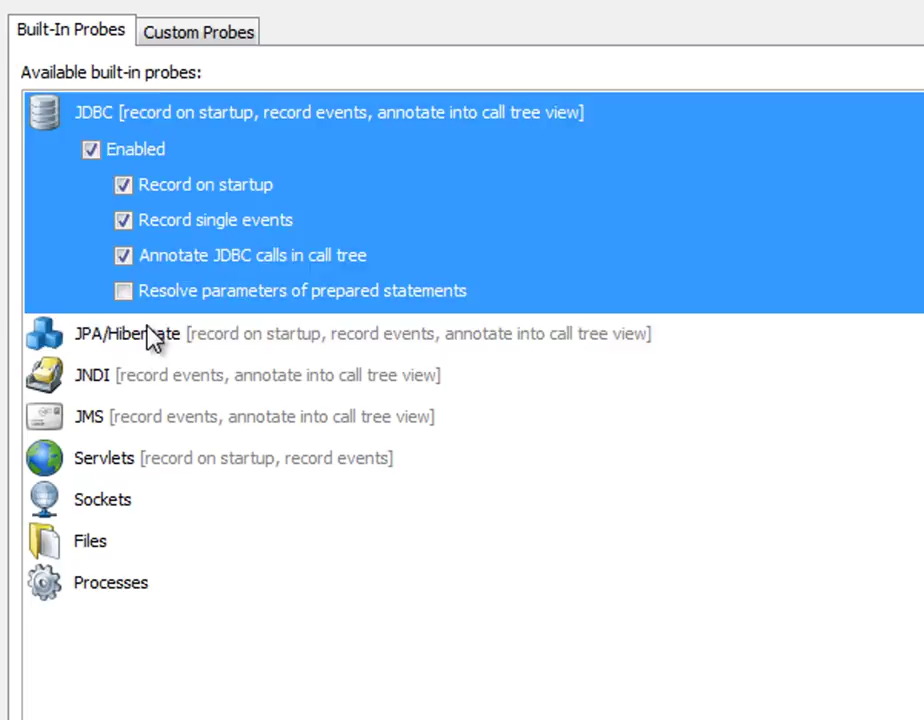 Built-In Probes
Custom Probes
Available built-in probes:
JDBC [record on startup, record events, annotate into call tree view]
Enabled
Record on startup
Record single events
Annotate JDBC calls in call tree
Resolve parameters of prepared statements
JPA/Hibernate [record on startup, record events, annotate into call tree view]
JNDI [record events, annotate into call tree view]
JMS [record events, annotate into call tree view]
Servlets [record on startup, record events]
Sockets
Files
Processes